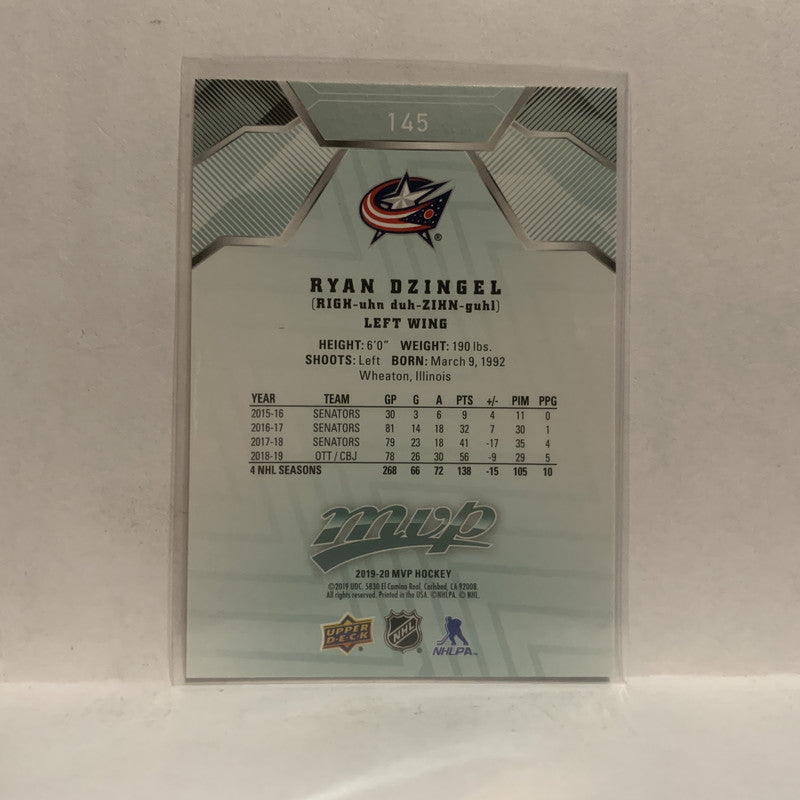 145
®
RYAN DZINGEL
(RIGH-uhn duh-ZIHN-guhl)
LEFT WING
HEIGHT: 6'0" WEIGHT: 190 lbs.
SHOOTS: Left BORN: March 9, 1992
Wheaton, Illinois
YEAR TEAM GP G A PTS +/- PIM PPG
2015-16 SENATORS 30 3 6 9 4 11 0
2016-17 SENATORS 81 14 18 32 7 30 1
2017-18 SENATORS 79 23 18 41 -17 35 4
2018-19 OTT / CBJ 78 26 30 56 -9 29 5
4 NHL SEASONS 268 66 72 138 -15 105 10
mvp
2019-20 MVP HOCKEY
©2019 UDC. 5830 El Camino Real, Carlsbad, CA 92008.
All rights reserved. Printed in the USA. ©NHLPA. © NHL.
UPPER DECK NHL NHLPA